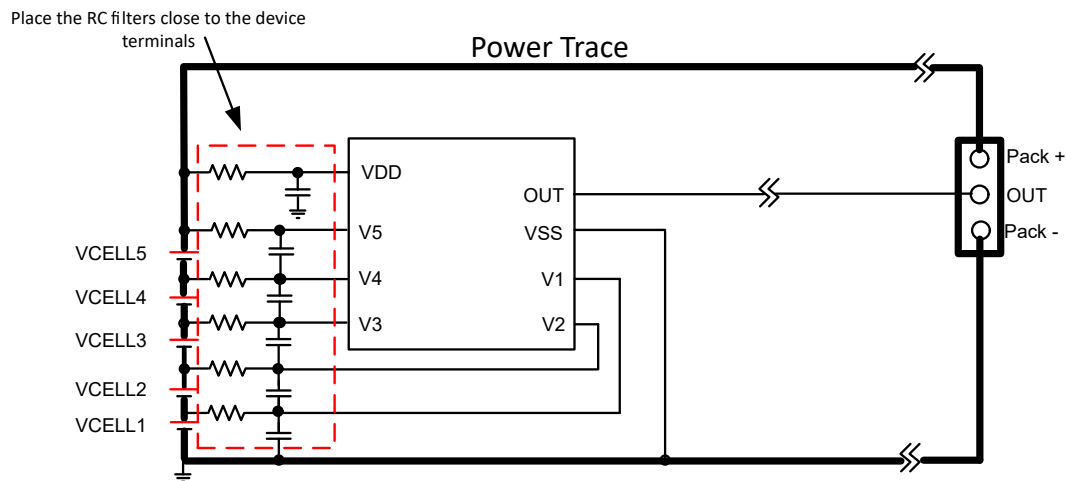 Place the RC filters close to the device
terminals
Power Trace
VDD
OUT
V5
VSS
V4
V1
V3
V2
Pack +
OUT
Pack -
VCELL5
VCELL4
VCELL3
VCELL2
VCELL1